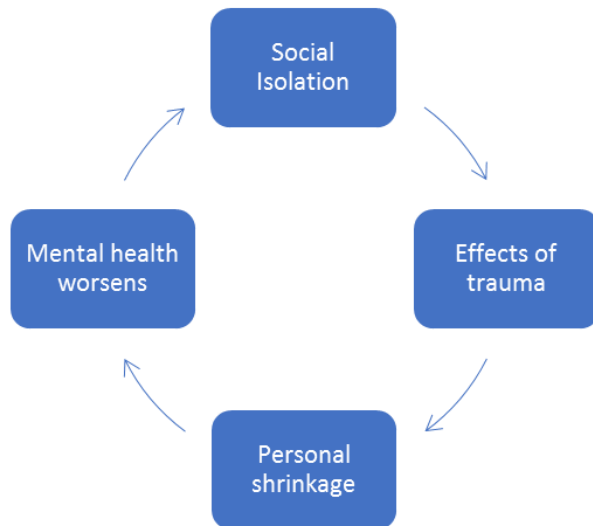 Social
Isolation
Effects of
trauma
Personal
shrinkage
Mental health
worsens